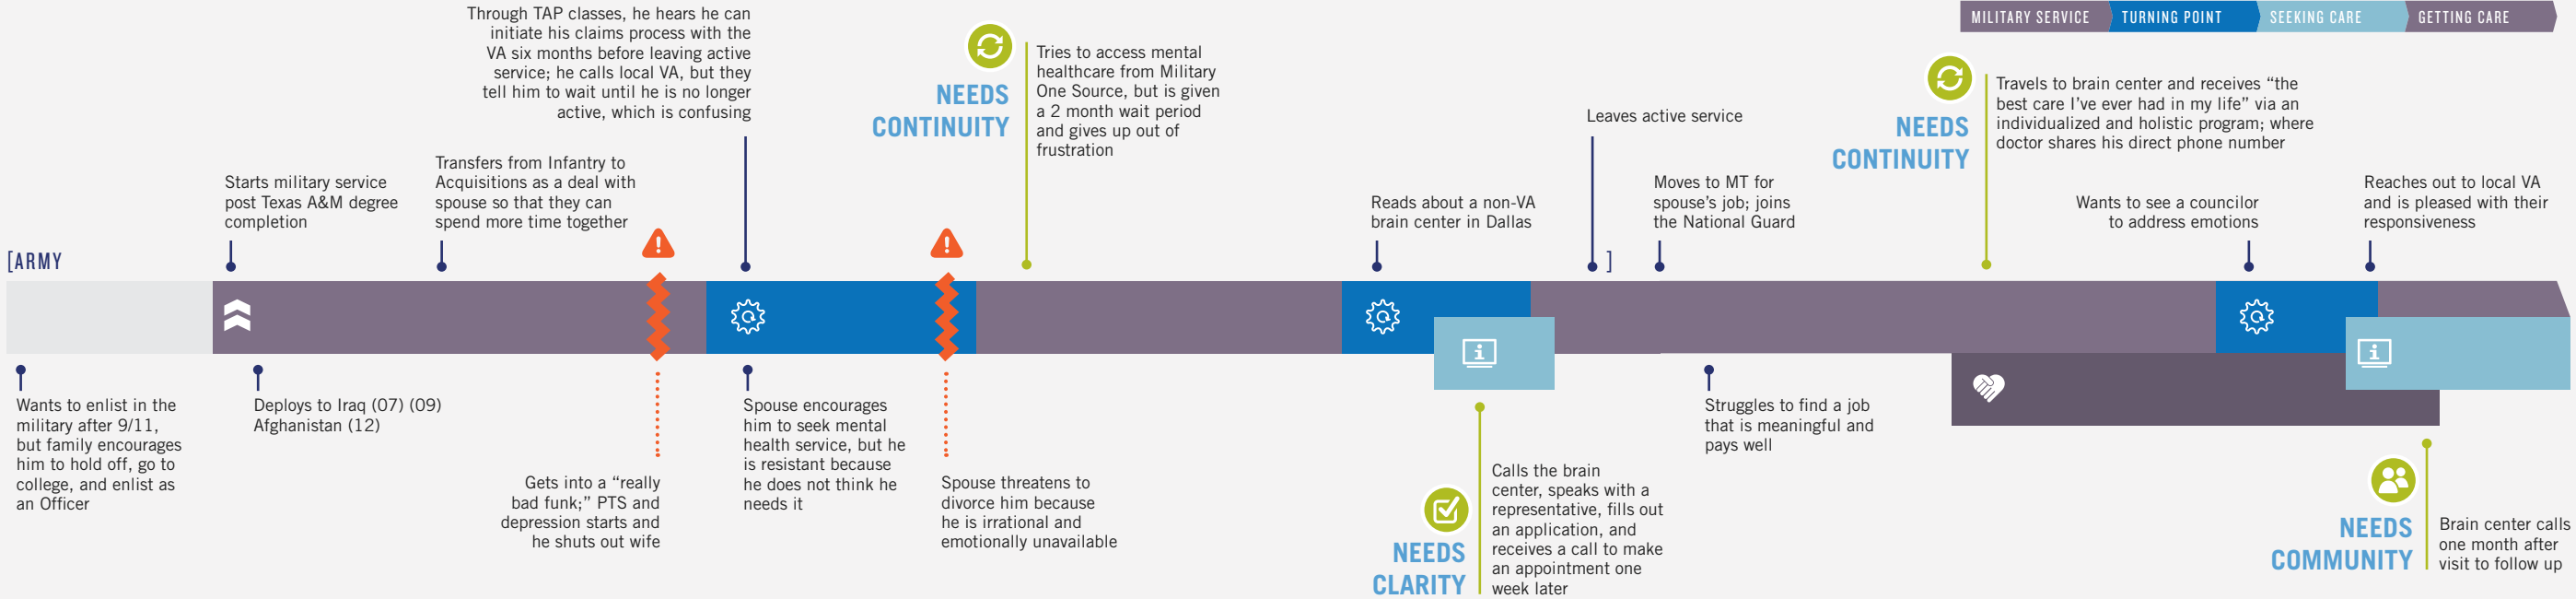 MILITARY SERVICE
TURNING POINT
SEEKING CARE
GETTING CARE
[ARMY
Wants to enlist in the
military after 9/11,
but family encourages
him to hold off, go to
college, and enlist as
an Officer
Starts military service
post Texas A&M degree
completion
Deploys to Iraq (07) (09)
Afghanistan (12)
Transfers from Infantry to
Acquisitions as a deal with
spouse so that they can
spend more time together
Gets into a “really
bad funk;” PTS and
depression starts and
he shuts out wife
Through TAP classes, he hears he can
initiate his claims process with the
VA six months before leaving active
service; he calls local VA, but they
tell him to wait until he is no longer
active, which is confusing
Spouse encourages
him to seek mental
health service, but he
is resistant because
he does not think he
needs it
Spouse threatens to
divorce him because
he is irrational and
emotionally unavailable
NEEDS
CONTINUITY
Tries to access mental
healthcare from Military
One Source, but is given
a 2 month wait period
and gives up out of
frustration
Reads about a non-VA
brain center in Dallas
NEEDS
CLARITY
Calls the brain
center, speaks with a
representative, fills out
an application, and
receives a call to make
an appointment one
week later
Leaves active service
]
Moves to MT for
spouse’s job; joins
the National Guard
Struggles to find a job
that is meaningful and
pays well
NEEDS
CONTINUITY
Travels to brain center and receives “the
best care I’ve ever had in my life” via an
individualized and holistic program; where
doctor shares his direct phone number
Wants to see a councilor
to address emotions
Reaches out to local VA
and is pleased with their
responsiveness
NEEDS
COMMUNITY
Brain center calls
one month after
visit to follow up